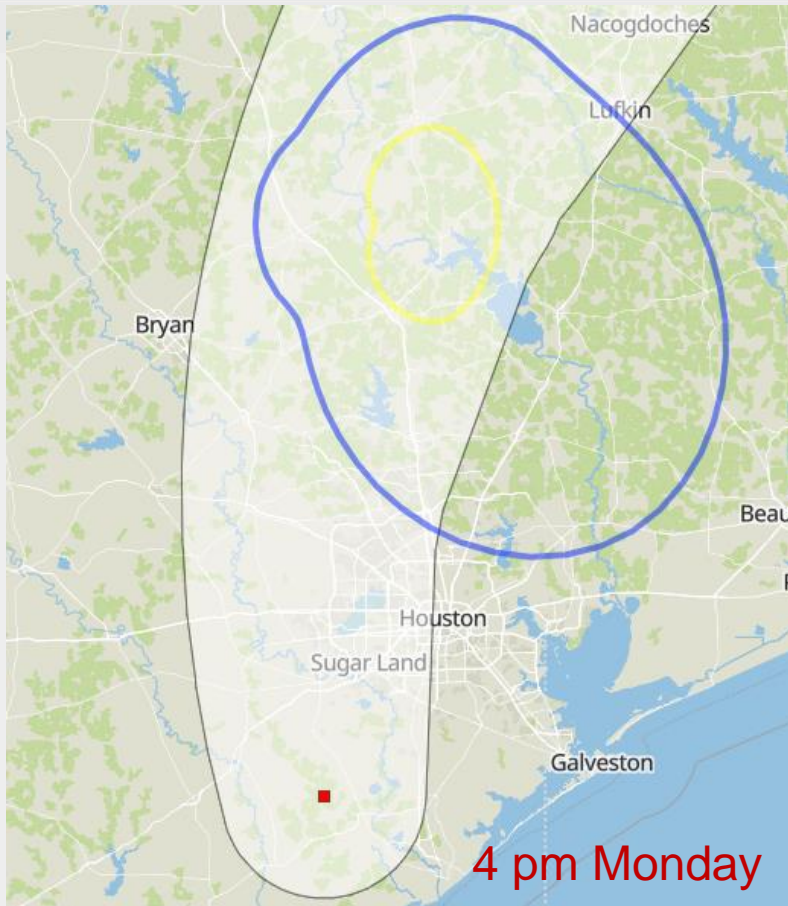 Nacogdoches
Lufkin
Bryan
Beau
Houston
Sugar Land
Galveston
4 pm Monday